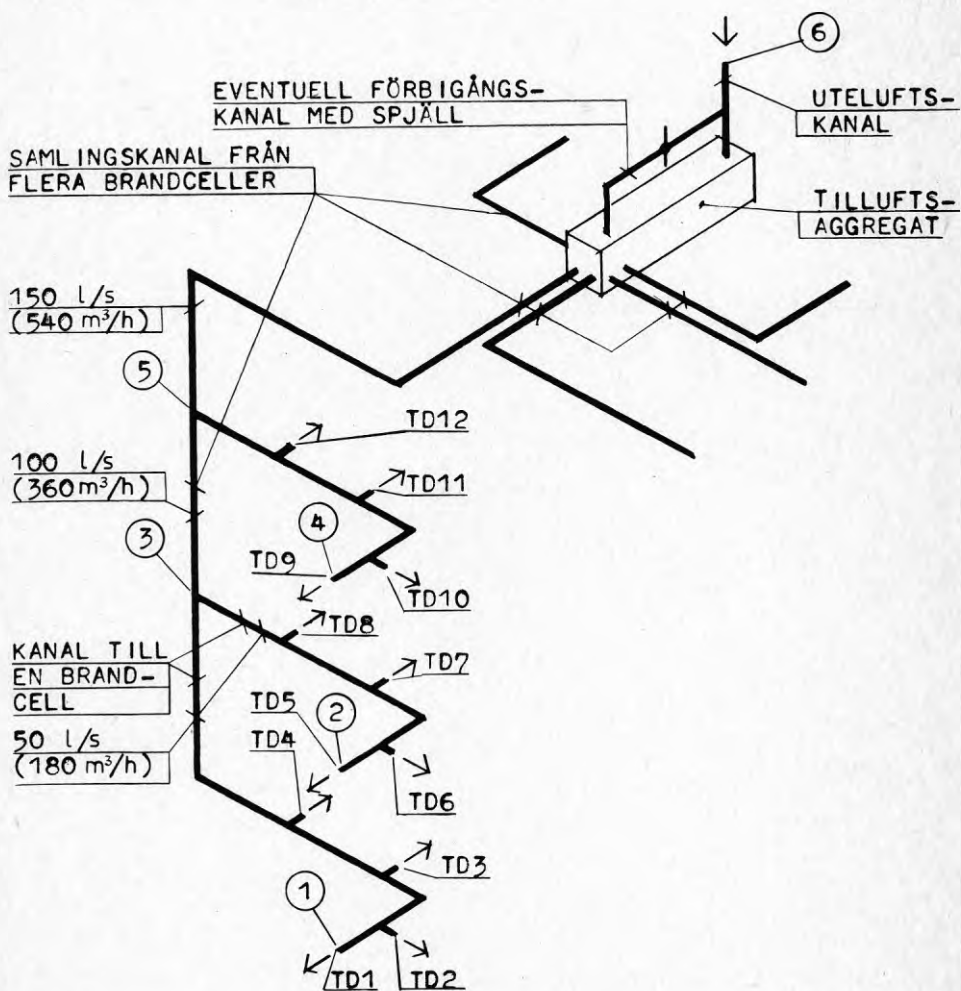 6
EVENTUELL FÖRBIGÅNGS-
KANAL MED SPJÄLL
UTELUFTS-
KANAL
SAMLINGSKANAL FRÅN
FLERA BRANDCELLER
TILLUFTS-
AGGREGAT
150 l/s
(540 m³/h)
5
TD12
100 l/s
(360 m³/h)
TD11
3
4
TD9
TD10
TD8
KANAL TILL
EN BRAND-
CELL
TD7
TD5
2
50 l/s
(180 m³/h)
TD4
TD6
TD3
1
TD1
TD2